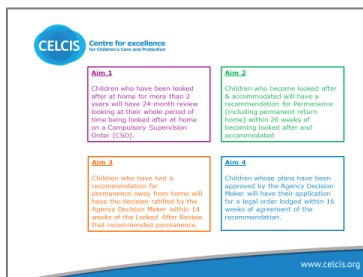 CELCIS
Centre for excellence
for Children's Care and Protection
Aim 1
Children who have been looked
after at home for more than 2
years will have 24-month review
looking at their whole period of
time being looked after at home
on a Compulsory Supervision
Order (CSO).
Aim 2
Children who become looked after
& accommodated will have a
recommendation for Permanence
(including permanent return
home) within 26 weeks of
becoming looked after and
accommodated.
Aim 3
Children who have had a
recommendation for
permanence away from home will
have the decision ratified by the
Agency Decision Maker within 14
weeks of the Looked After Review
that recommended permanence.
Aim 4
Children whose plans have been
approved by the Agency Decision
Maker will have their application
for a legal order lodged within 16
weeks of agreement of the
recommendation.
www.celcis.org